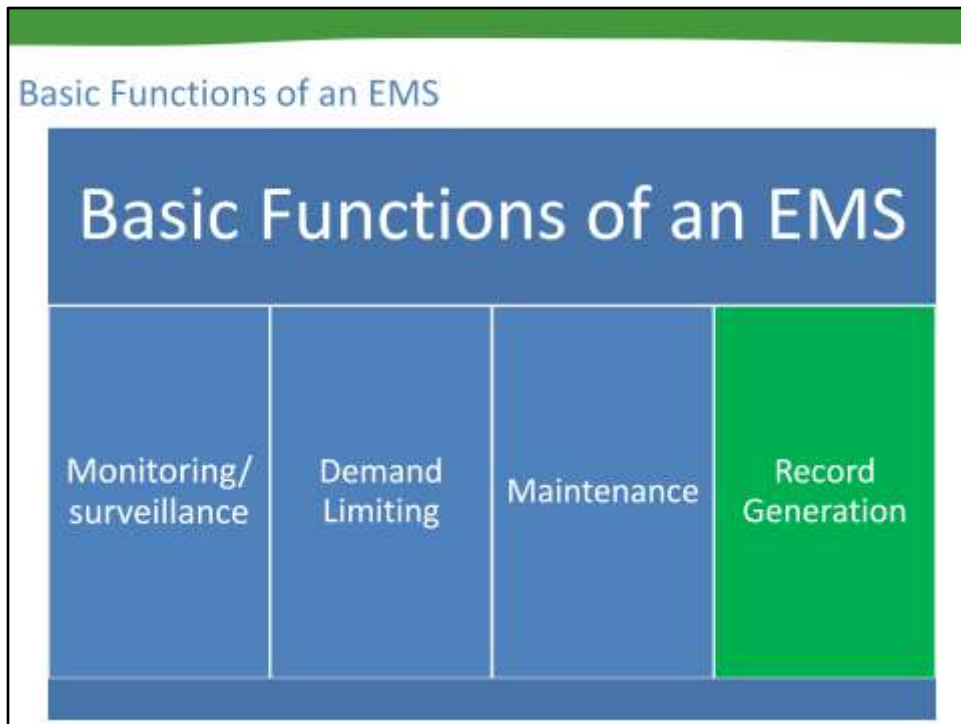 Basic Functions of an EMS
Basic Functions of an EMS
Monitoring/
surveillance
Demand
Limiting
Maintenance
Record
Generation